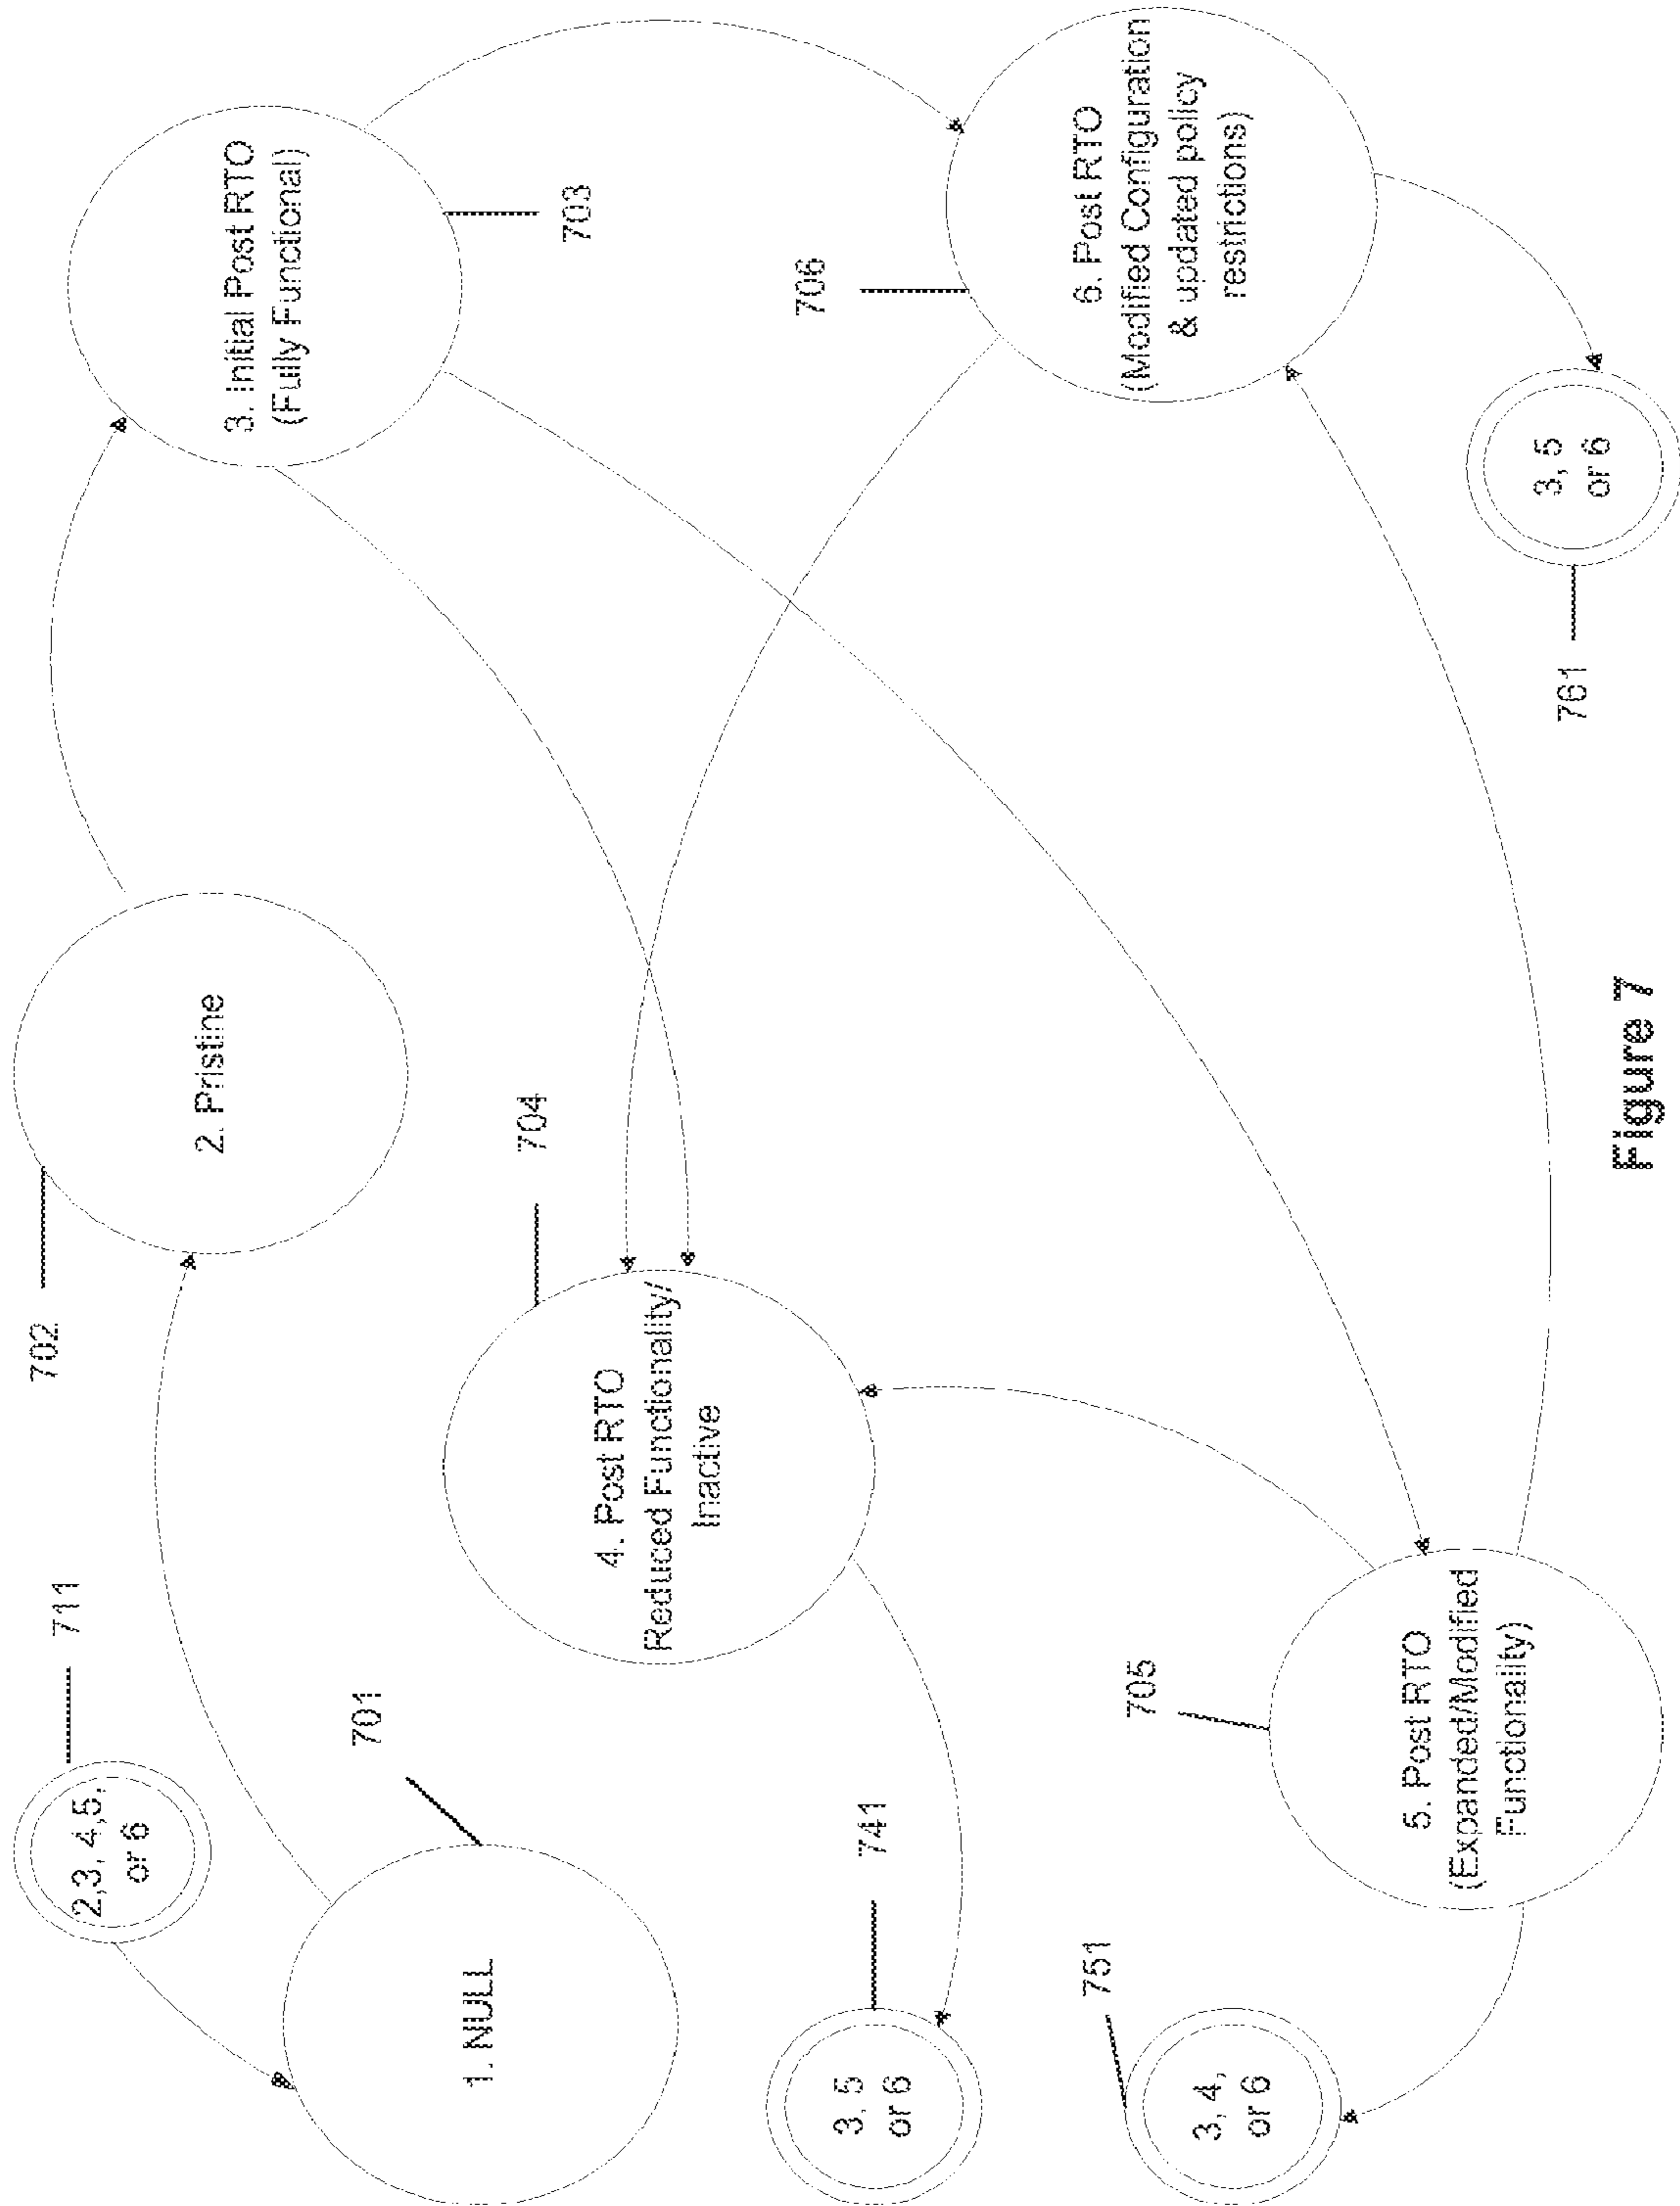 711
2,3, 4,5,
or 6
702
2. Pristine
3. Initial Post RTO
(Fully Functional)
703
701
1. NULL
704
4. Post RTO
Reduced Functionality/
Inactive
706
6. Post RTO
(Modified Configuration
& updated policy
restrictions)
741
3, 5
or 6
751
3, 4,
or 6
705
5. Post RTO
(Expanded/Modified
Functionality)
761
3, 5
or 6
Figure 7